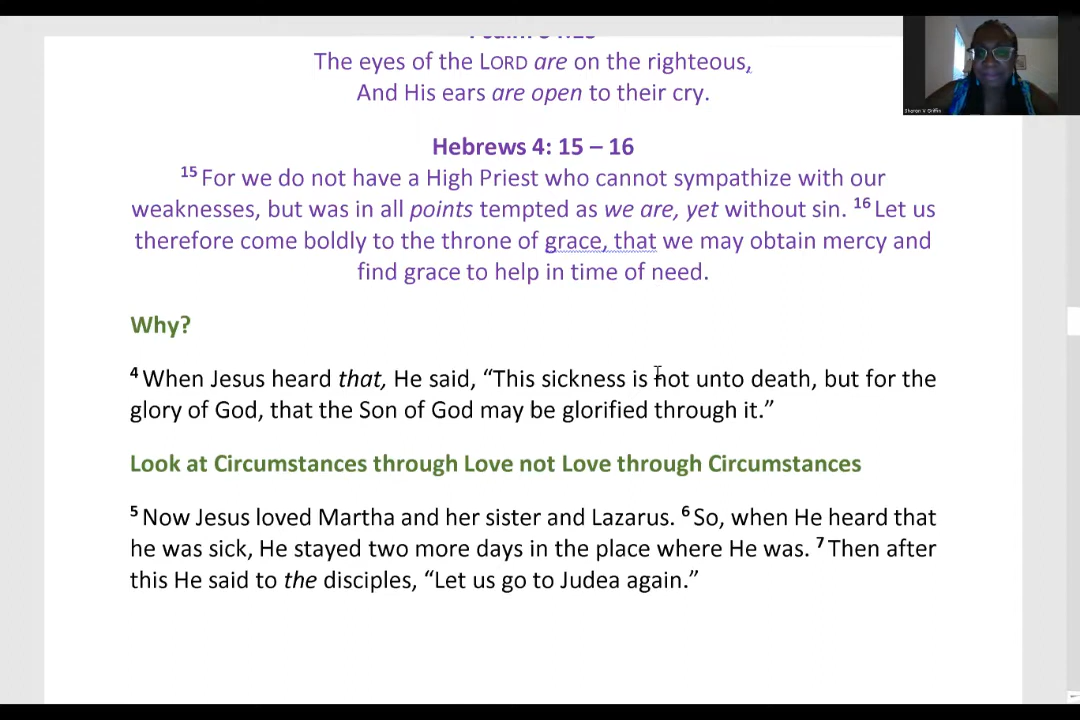 The eyes of the LORD are on the righteous,
And His ears are open to their cry.
Hebrews 4: 15 – 16
15 For we do not have a High Priest who cannot sympathize with our
weaknesses, but was in all points tempted as we are, yet without sin. 16 Let us
therefore come boldly to the throne of grace, that we may obtain mercy and
find grace to help in time of need.
Why?
4 When Jesus heard that, He said, “This sickness is not unto death, but for the
glory of God, that the Son of God may be glorified through it.”
Look at Circumstances through Love not Love through Circumstances
5 Now Jesus loved Martha and her sister and Lazarus. 6 So, when He heard that
he was sick, He stayed two more days in the place where He was. 7 Then after
this He said to the disciples, “Let us go to Judea again.”
Sharon V Griffin